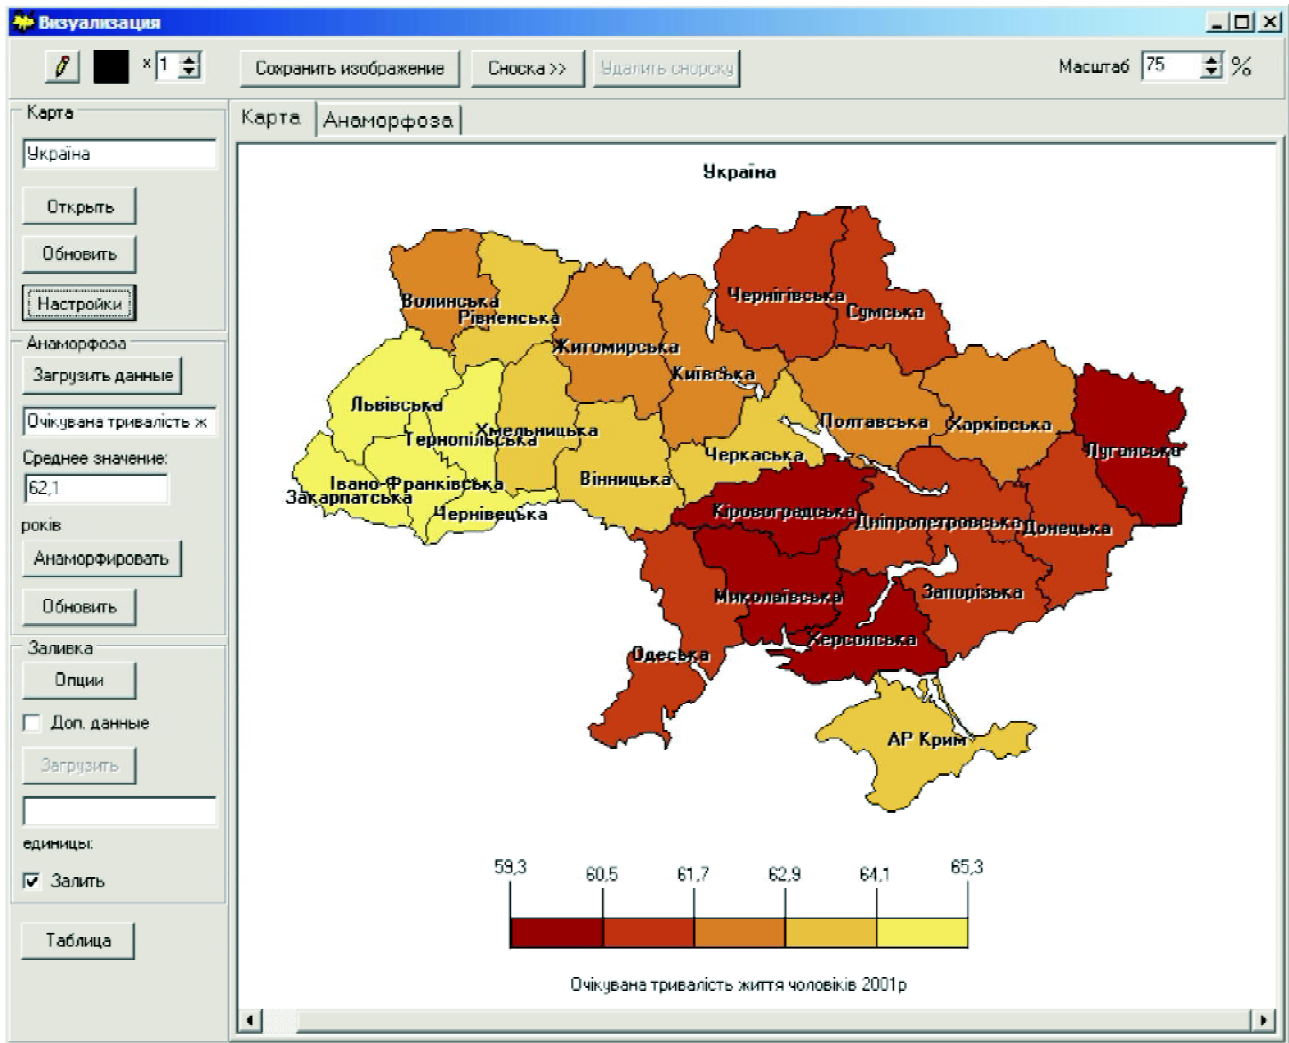 Визуализация
× 1
Сохранить изображение
Сноска >>
Удалить снорску
Масштаб 75 %
Карта
Україна
Открыть
Обновить
Настройки
Анаморфоза
Загрузить данные
Очікувана тривалість ж
Среднее значение:
62,1
років
Анаморфировать
Обновить
Заливка
Опции
Доп. данные
Загрузить
единицы:
Залить
Таблица
Карта
Анаморфоза
Україна
Волинська
Рівненська
Житомирська
Київська
Чернігівська
Сумська
Львівська
Тернопільська
Хмельницька
Вінницька
Черкаська
Полтавська
Харківська
Луганська
Закарпатська
Івано-Франківська
Чернівецька
Кіровоградська
Дніпропетровська
Донецька
Миколаївська
Запорізька
Херсонська
Одеська
АР Крим
59,3 60,5 61,7 62,9 64,1 65,3
Очікувана тривалість життя чоловіків 2001р